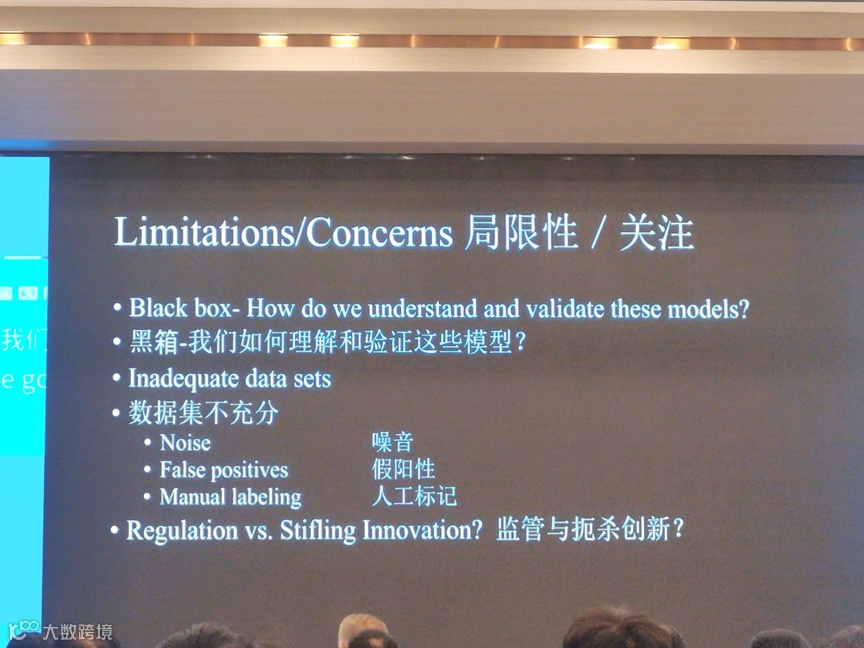 Limitations/Concerns 局限性 / 关注
• Black box- How do we understand and validate these models?
• 黑箱-我们如何理解和验证这些模型?
• Inadequate data sets
• 数据集不充分
• Noise 噪音
• False positives 假阳性
• Manual labeling 人工标记
• Regulation vs. Stifling Innovation? 监管与扼杀创新?
我们
e go
大数跨境